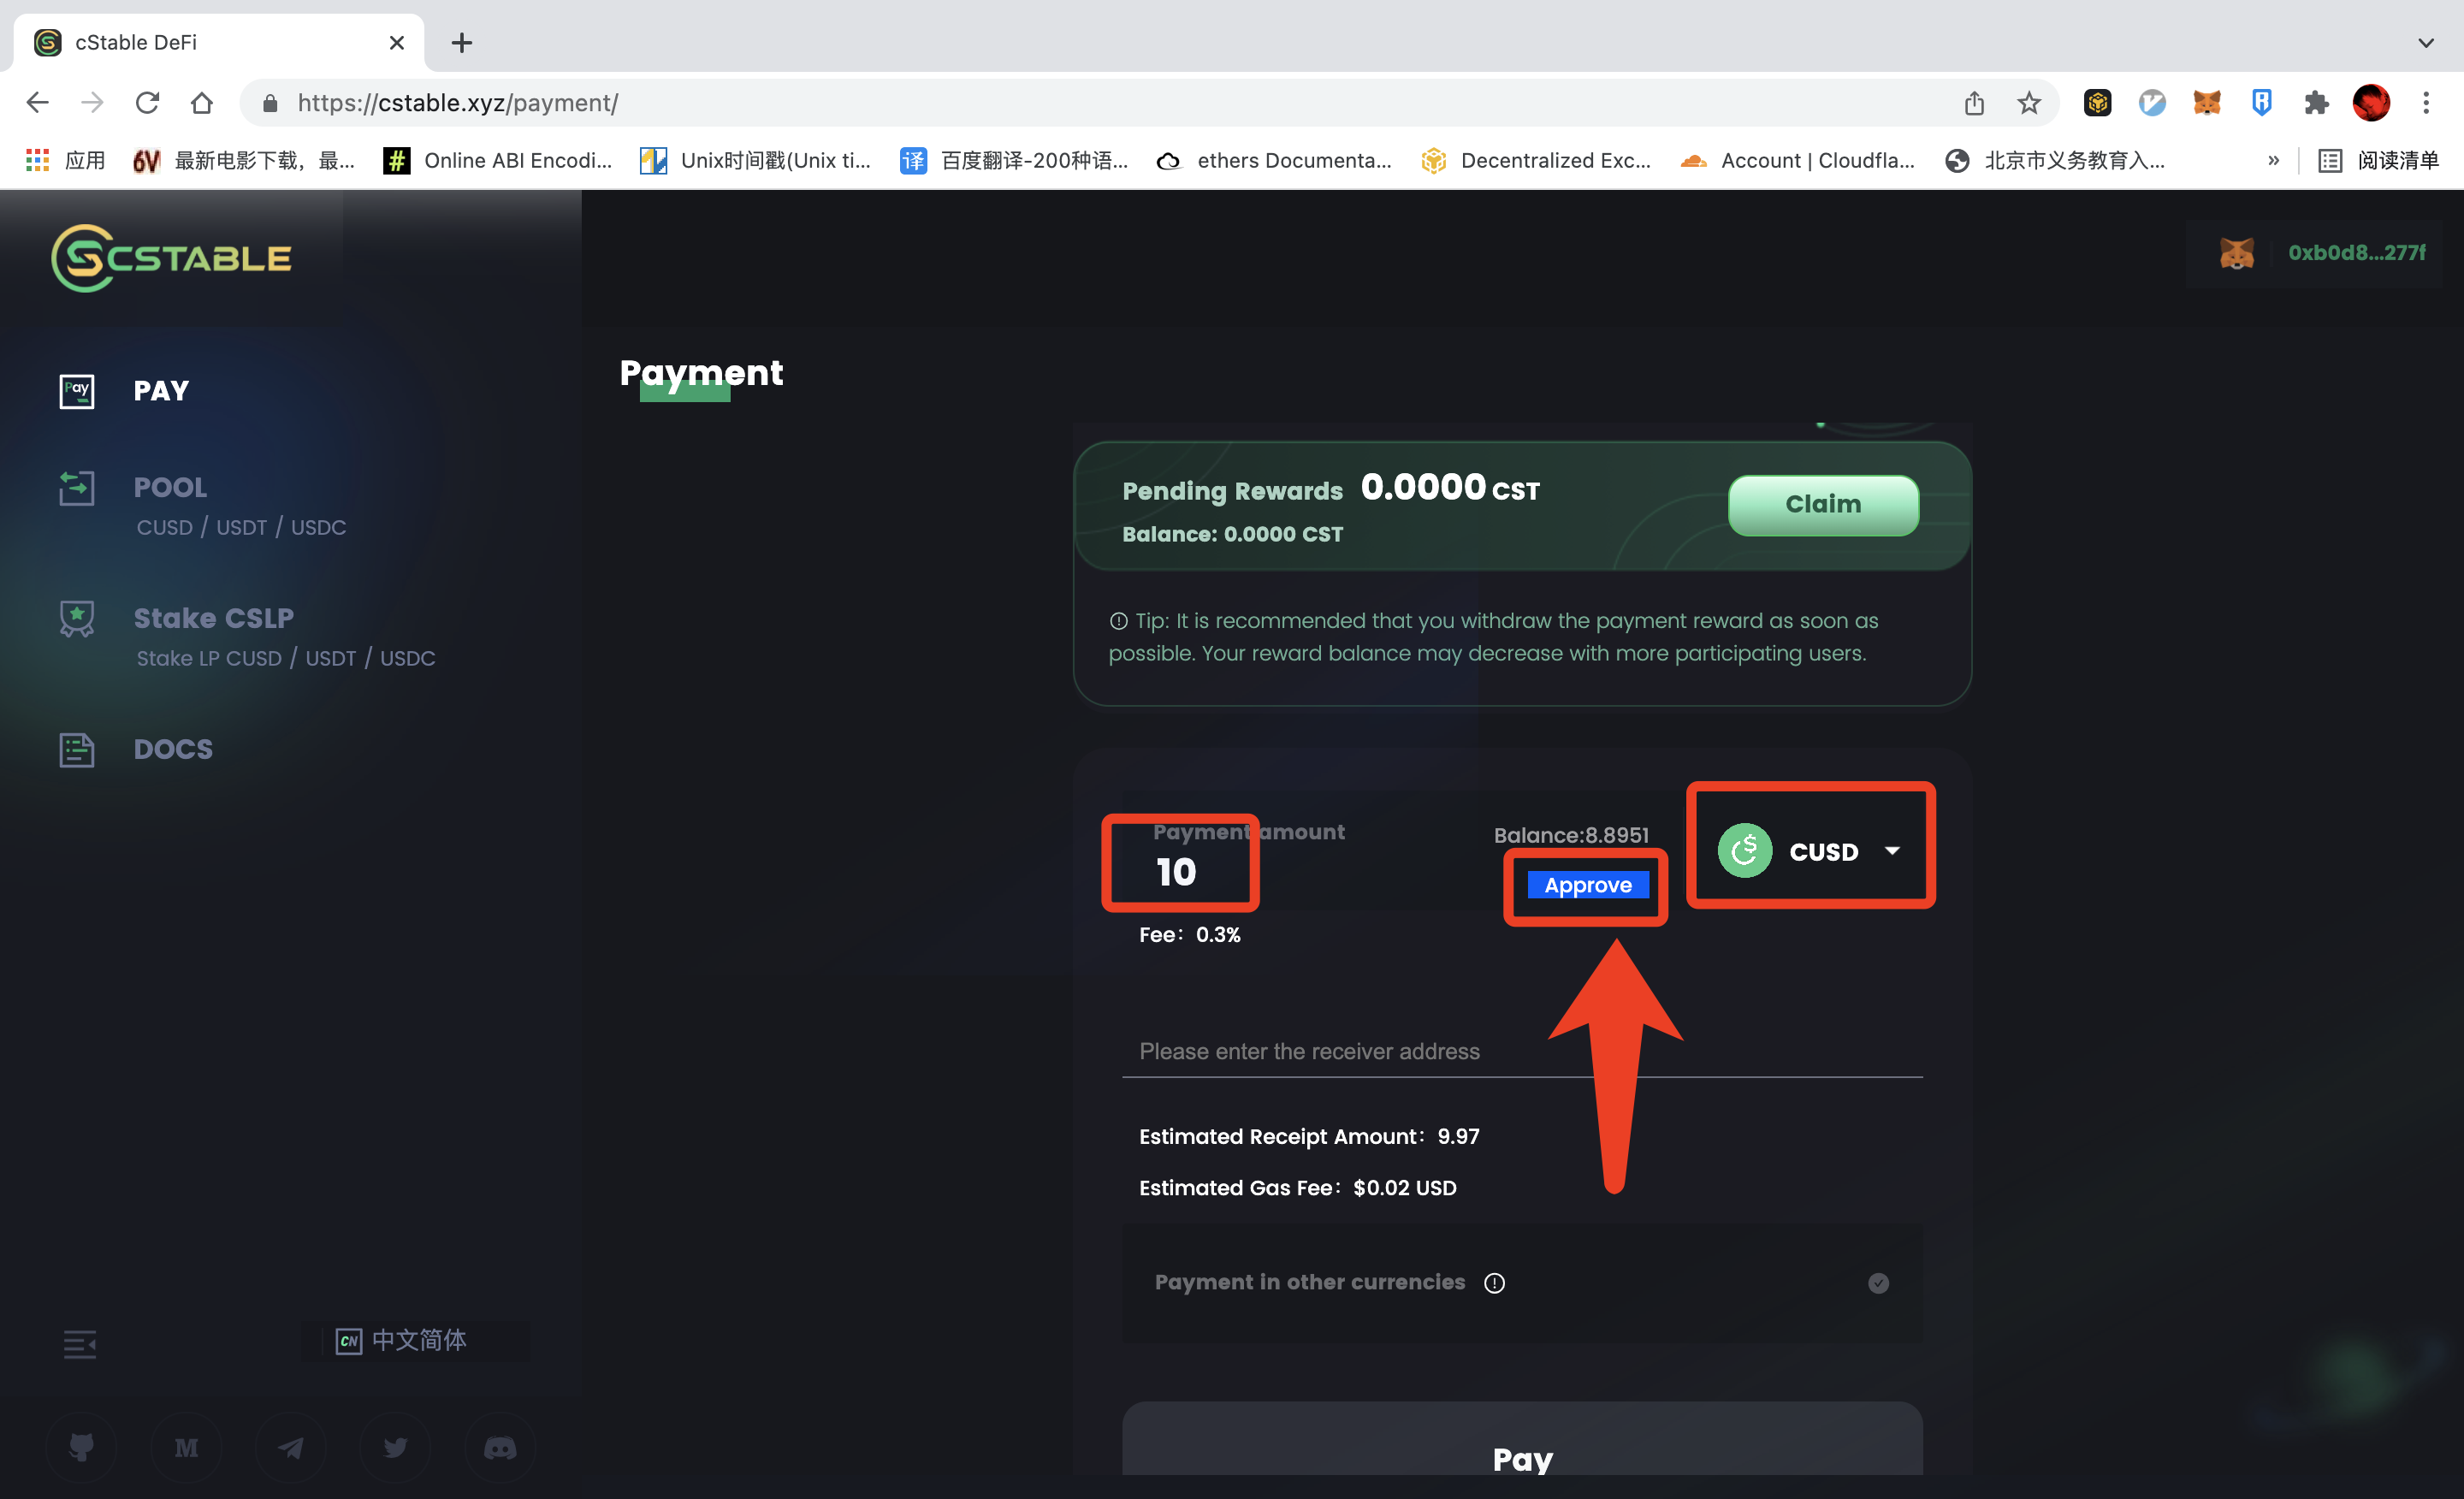 cStable DeFi
https://cstable.xyz/payment/
应用
6V
最新电影下载，最...
#
Online ABI Encodi...
Unix时间戳(Unix ti...
译
百度翻译-200种语...
ethers Documenta...
Decentralized Exc...
Account | Cloudfla...
北京市义务教育入...
»
阅读清单
CSTABLE
0xb0d8...277f
Pay
PAY
POOL
CUSD / USDT / USDC
Stake CSLP
Stake LP CUSD / USDT / USDC
DOCS
CN 中文简体
M
Payment
Pending Rewards 0.0000 CST
Balance: 0.0000 CST
Claim
Tip: It is recommended that you withdraw the payment reward as soon as
possible. Your reward balance may decrease with more participating users.
Payment amount
Balance:8.8951
10
Approve
CUSD
Fee： 0.3%
Please enter the receiver address
Estimated Receipt Amount： 9.97
Estimated Gas Fee： $0.02 USD
Payment in other currencies
Pay